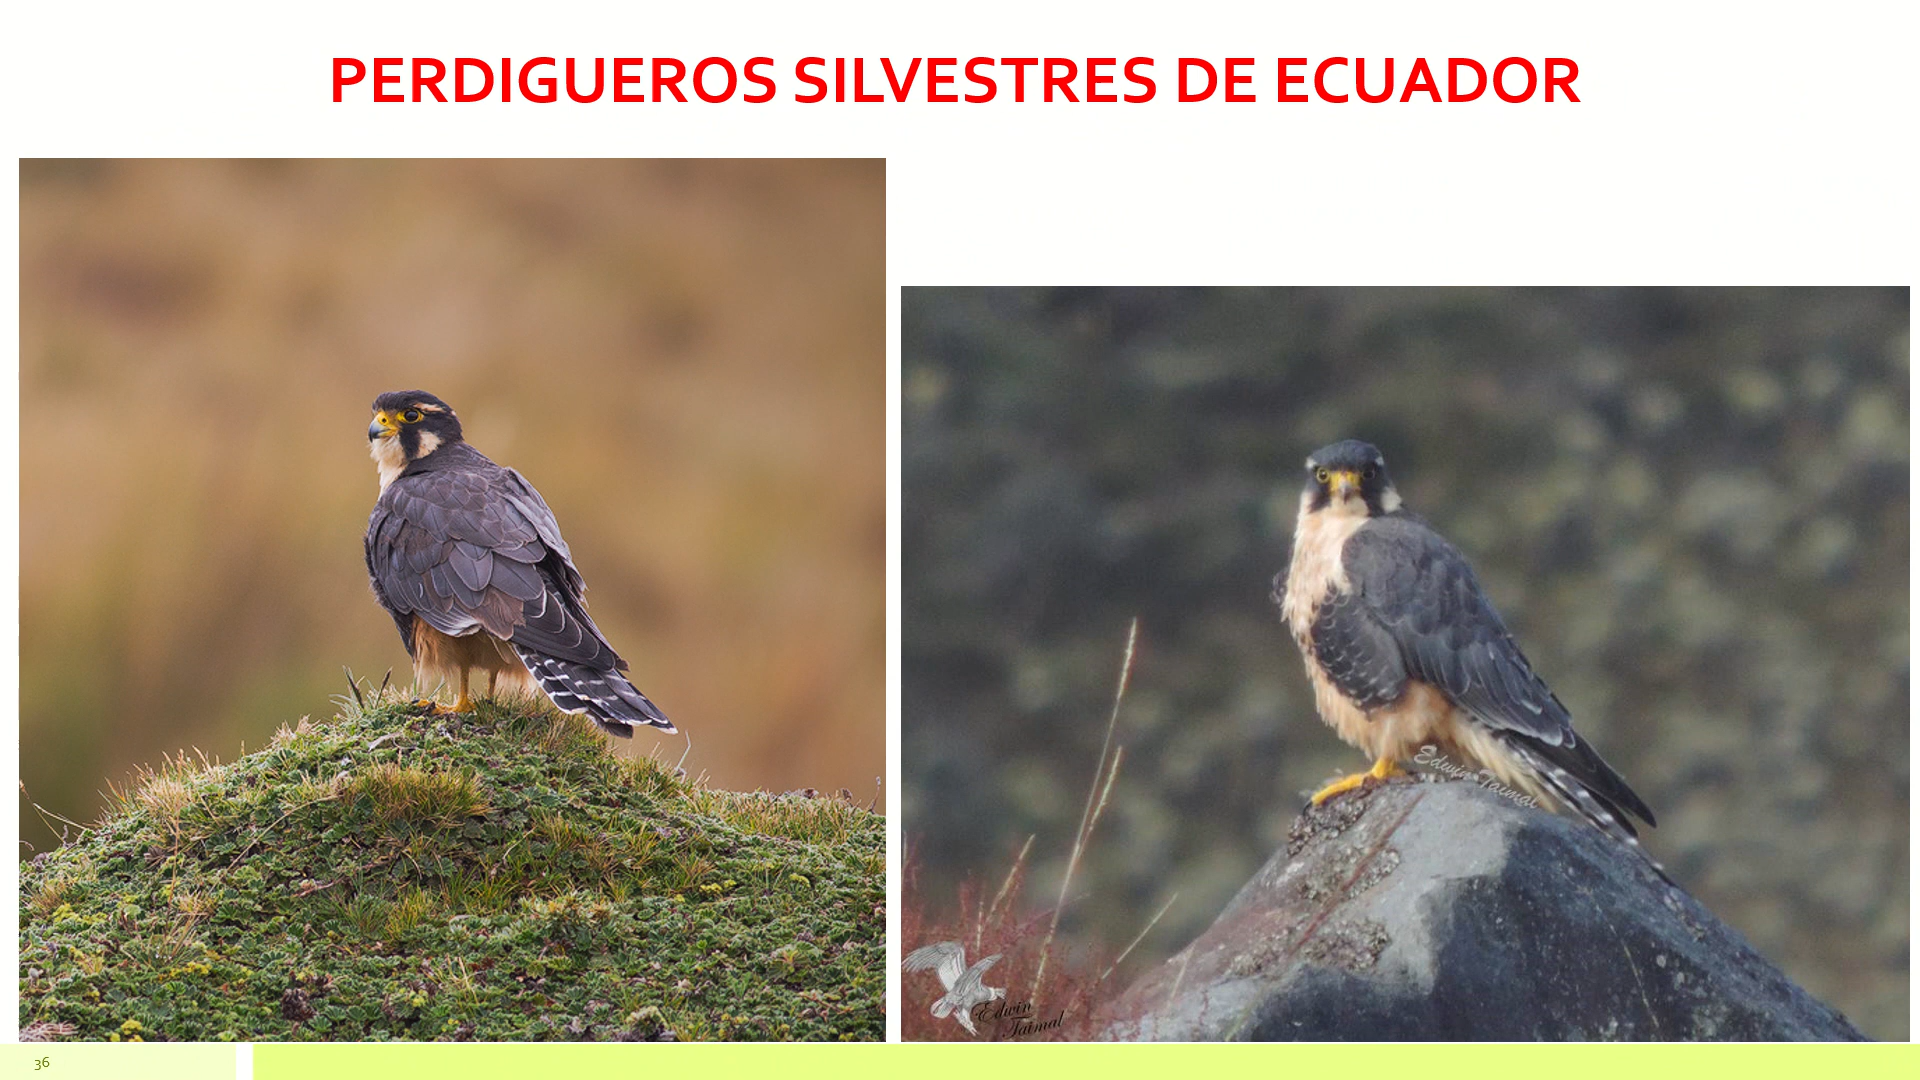 PERDIGUEROS SILVESTRES DE ECUADOR
Edwin Taimal
Edwin
Taimal
36